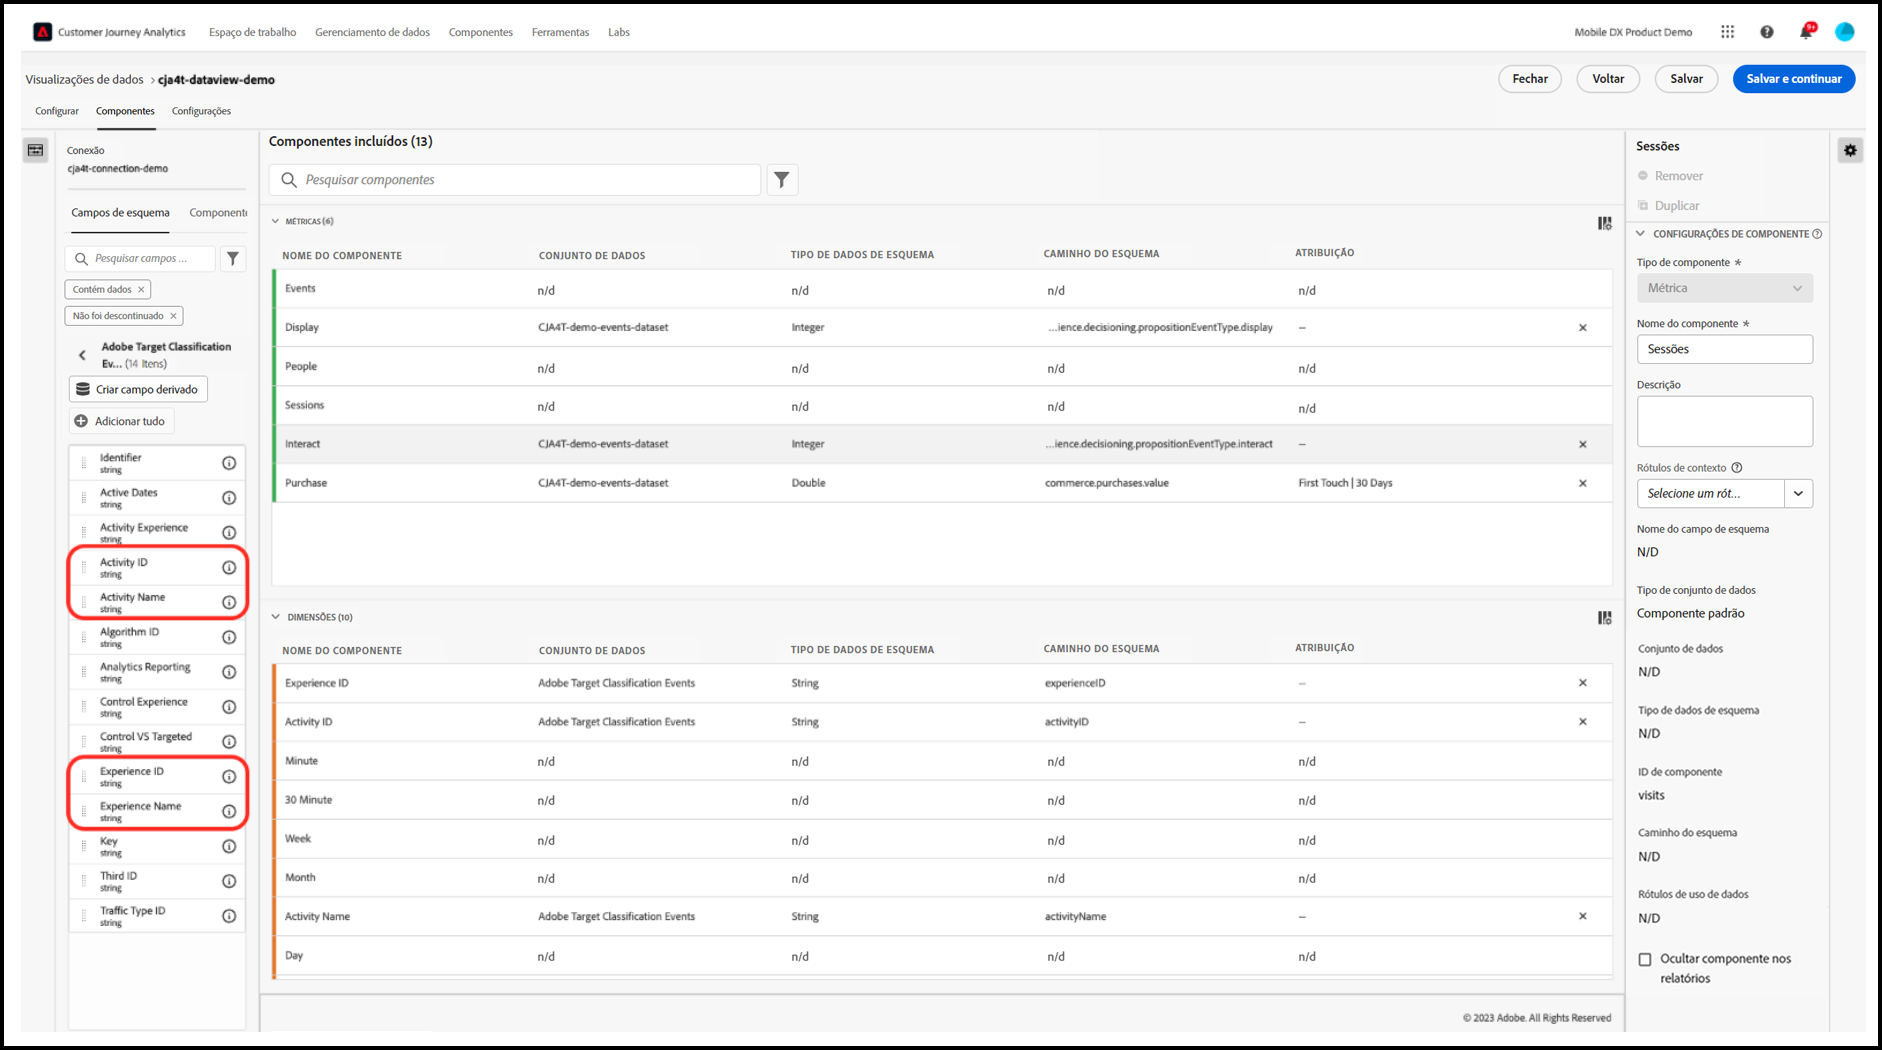 Customer Journey Analytics Espaço de trabalho Gerenciamento de dados Componentes Ferramentas Labs Mobile DX Product Demo 9+
Visualizações de dados > cja4t-dataview-demo Fechar Voltar Salvar Salvar e continuar
Configurar Componentes Configurações
Conexão
cja4t-connection-demo
Campos de esquema Component
Pesquisar campos ...
Contém dados ×
Não foi descontinuado ×
Adobe Target Classification
Ev... (14 Itens)
Criar campo derivado
Adicionar tudo
Identifier
string
Active Dates
string
Activity Experience
string
Activity ID
string
Activity Name
string
Algorithm ID
string
Analytics Reporting
string
Control Experience
string
Control VS Targeted
string
Experience ID
string
Experience Name
string
Key
string
Third ID
string
Traffic Type ID
string
Componentes incluídos (13)
Pesquisar componentes
MÉTRICAS (6)
NOME DO COMPONENTE CONJUNTO DE DADOS TIPO DE DADOS DE ESQUEMA CAMINHO DO ESQUEMA ATRIBUIÇÃO
Events n/d n/d n/d n/d
Display CJA4T-demo-events-dataset Integer ...ience.decisioning.propositionEventType.display –
People n/d n/d n/d n/d
Sessions n/d n/d n/d n/d
Interact CJA4T-demo-events-dataset Integer ...ience.decisioning.propositionEventType.interact –
Purchase CJA4T-demo-events-dataset Double commerce.purchases.value First Touch | 30 Days
DIMENSÕES (10)
NOME DO COMPONENTE CONJUNTO DE DADOS TIPO DE DADOS DE ESQUEMA CAMINHO DO ESQUEMA ATRIBUIÇÃO
Experience ID Adobe Target Classification Events String experienceID –
Activity ID Adobe Target Classification Events String activityID –
Minute n/d n/d n/d n/d
30 Minute n/d n/d n/d n/d
Week n/d n/d n/d n/d
Month n/d n/d n/d n/d
Activity Name Adobe Target Classification Events String activityName –
Day n/d n/d n/d n/d
© 2023 Adobe. All Rights Reserved
Sessões
Remover
Duplicar
CONFIGURAÇÕES DE COMPONENTE
Tipo de componente *
Métrica
Nome do componente *
Sessões
Descrição
Rótulos de contexto
Selecione um rót...
Nome do campo de esquema
N/D
Tipo de conjunto de dados
Componente padrão
Conjunto de dados
N/D
Tipo de dados de esquema
N/D
ID de componente
visits
Caminho do esquema
N/D
Rótulos de uso de dados
N/D
Ocultar componente nos
relatórios